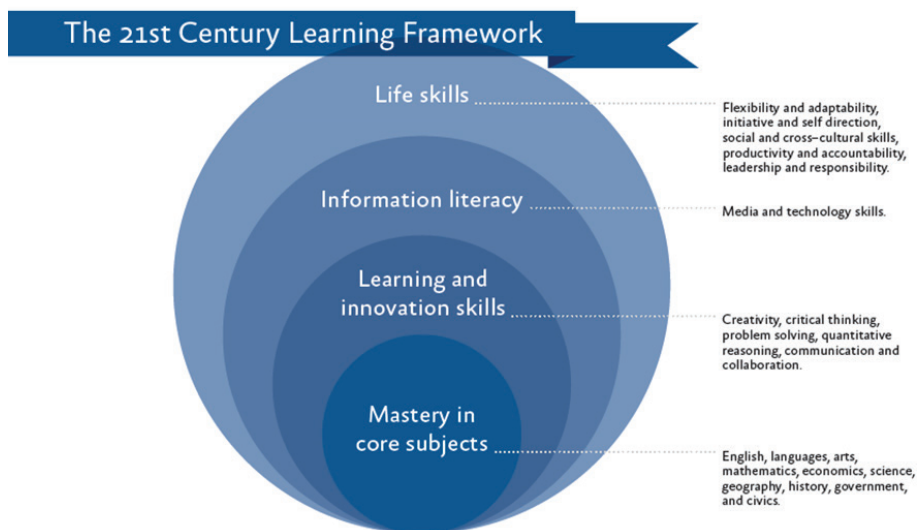 The 21st Century Learning Framework
Life skills
Flexibility and adaptability,
initiative and self direction,
social and cross–cultural skills,
productivity and accountability,
leadership and responsibility.
Information literacy
Media and technology skills.
Learning and
innovation skills
Creativity, critical thinking,
problem solving, quantitative
reasoning, communication and
collaboration.
Mastery in
core subjects
English, languages, arts,
mathematics, economics, science,
geography, history, government,
and civics.